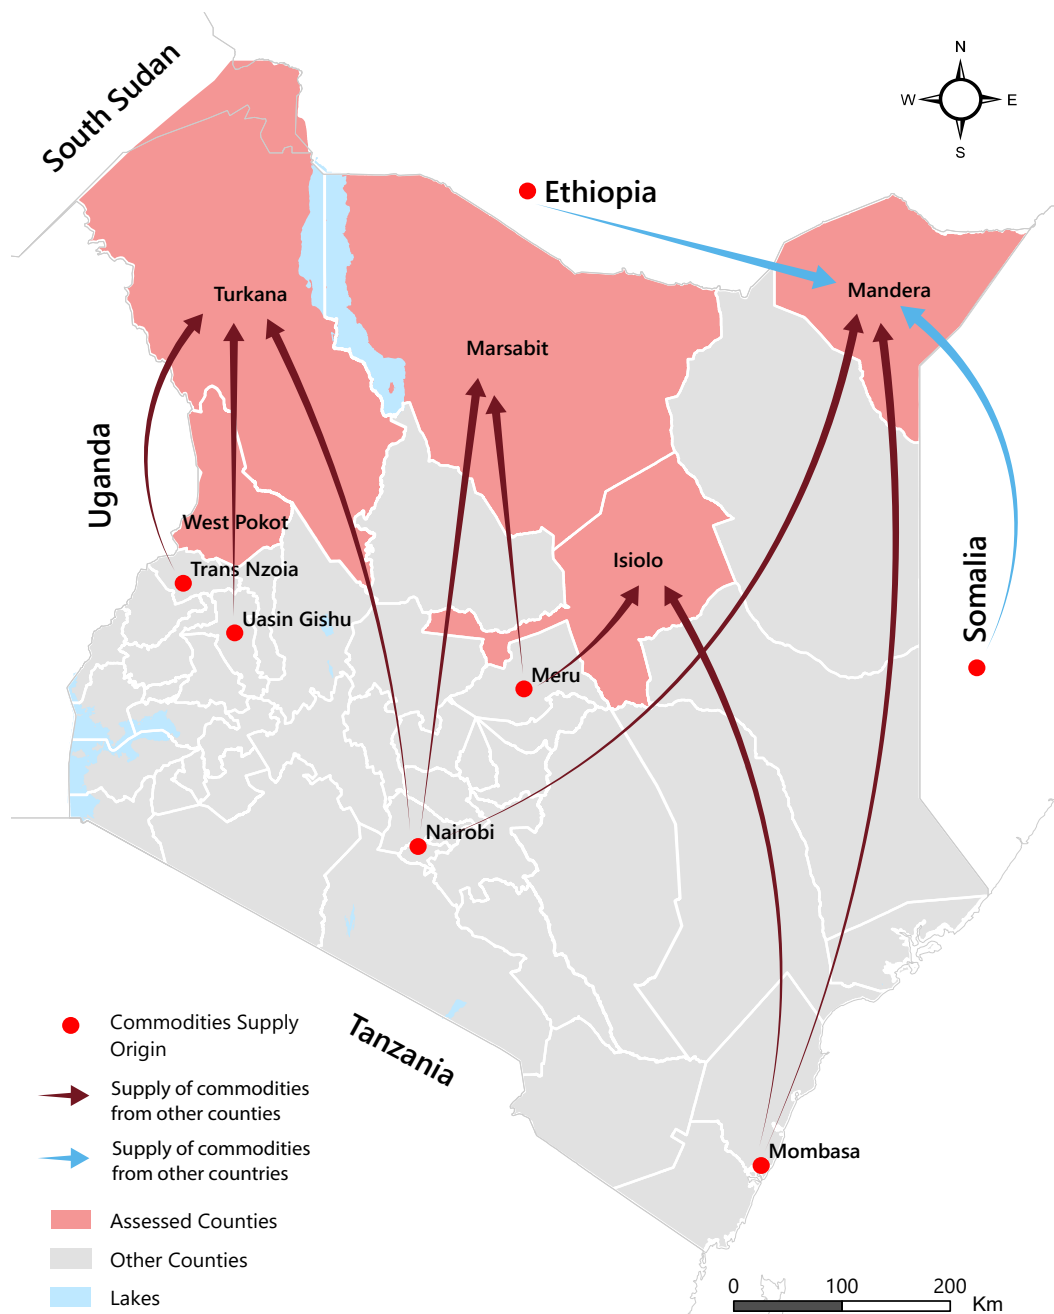 South Sudan
N
W
E
S
Ethiopia
Turkana
Mandera
Marsabit
Uganda
West Pokot
Somalia
Isiolo
Trans Nzoia
Uasin Gishu
Meru
Nairobi
Tanzania
Mombasa
Commodities Supply
Origin
Supply of commodities
from other counties
Supply of commodities
from other countries
Assessed Counties
Other Counties
Lakes
0 100 200
Km